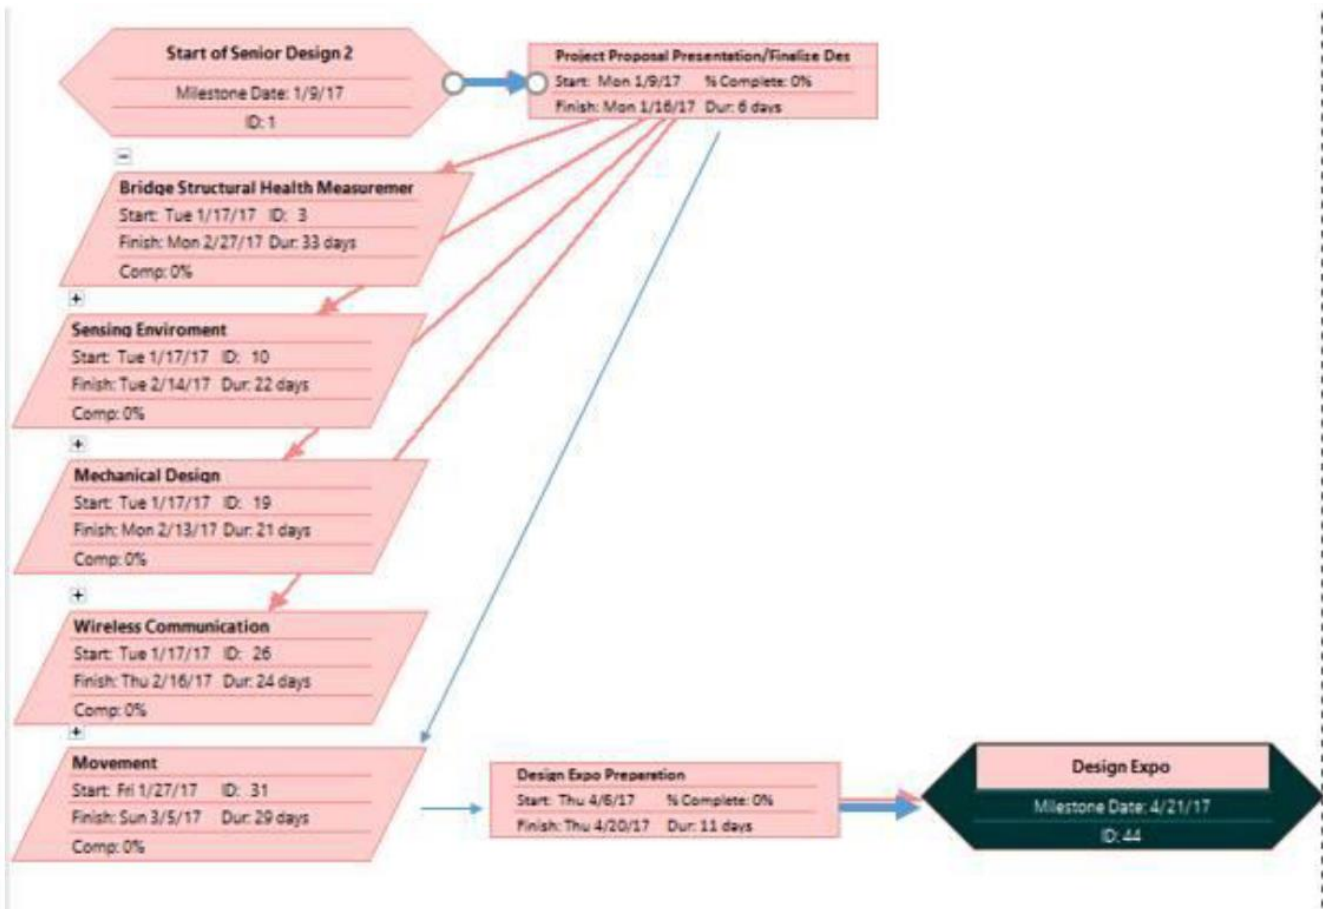 Start of Senior Design 2
Milestone Date: 1/9/17
ID: 1
Project Proposal Presentation/Finalize Des
Start: Mon 1/9/17 % Complete: 0%
Finish: Mon 1/16/17 Dur: 6 days
Bridge Structural Health Measuremer
Start: Tue 1/17/17 ID: 3
Finish: Mon 2/27/17 Dur: 33 days
Comp: 0%
Sensing Enviroment
Start: Tue 1/17/17 ID: 10
Finish: Tue 2/14/17 Dur: 22 days
Comp: 0%
Mechanical Design
Start: Tue 1/17/17 ID: 19
Finish: Mon 2/13/17 Dur: 21 days
Comp: 0%
Wireless Communication
Start: Tue 1/17/17 ID: 26
Finish: Thu 2/16/17 Dur: 24 days
Comp: 0%
Movement
Start: Fri 1/27/17 ID: 31
Finish: Sun 3/5/17 Dur: 29 days
Comp: 0%
Design Expo Preparation
Start: Thu 4/6/17 % Complete: 0%
Finish: Thu 4/20/17 Dur: 11 days
Design Expo
Milestone Date: 4/21/17
ID: 44